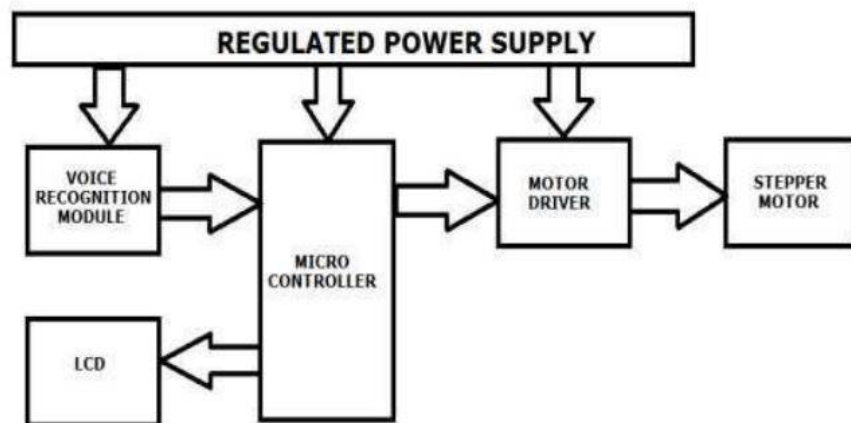 REGULATED POWER SUPPLY
VOICE
RECOGNITION
MODULE
MICRO
CONTROLLER
MOTOR
DRIVER
STEPPER
MOTOR
LCD